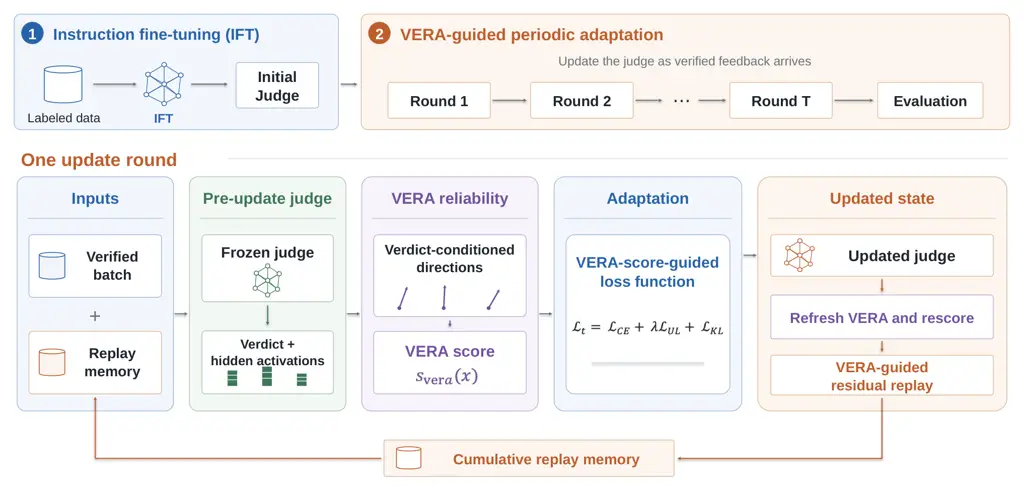 1 Instruction fine-tuning (IFT)
Labeled data
IFT
Initial
Judge
2 VERA-guided periodic adaptation
Update the judge as verified feedback arrives
Round 1
Round 2
...
Round T
Evaluation
One update round
Inputs
Verified
batch
+
Replay
memory
Pre-update judge
Frozen judge
Verdict +
hidden activations
VERA reliability
Verdict-conditioned
directions
VERA score
s_vera(x)
Adaptation
VERA-score-guided
loss function
ℒ_t = ℒ_CE + λℒ_UL + ℒ_KL
Updated state
Updated judge
Refresh VERA and rescore
VERA-guided
residual replay
Cumulative replay memory